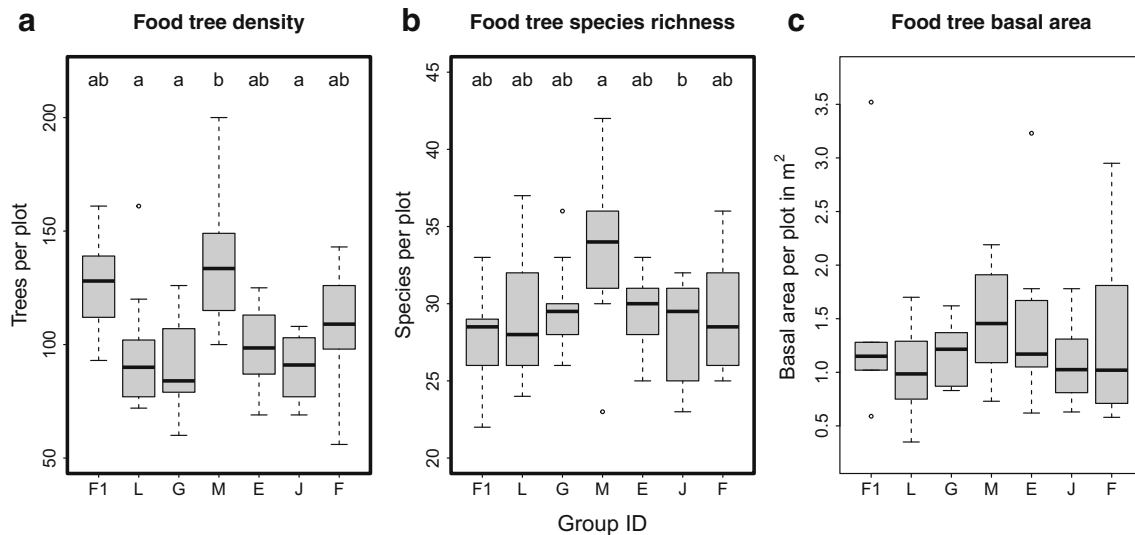 a Food tree density
ab a a b ab a ab
Trees per plot
200
150
100
50
F1 L G M E J F
b Food tree species richness
ab ab ab a ab b ab
Species per plot
45
40
35
30
25
20
F1 L G M E J F
Group ID
c Food tree basal area
Basal area per plot in m²
3.5
3.0
2.5
2.0
1.5
1.0
0.5
F1 L G M E J F